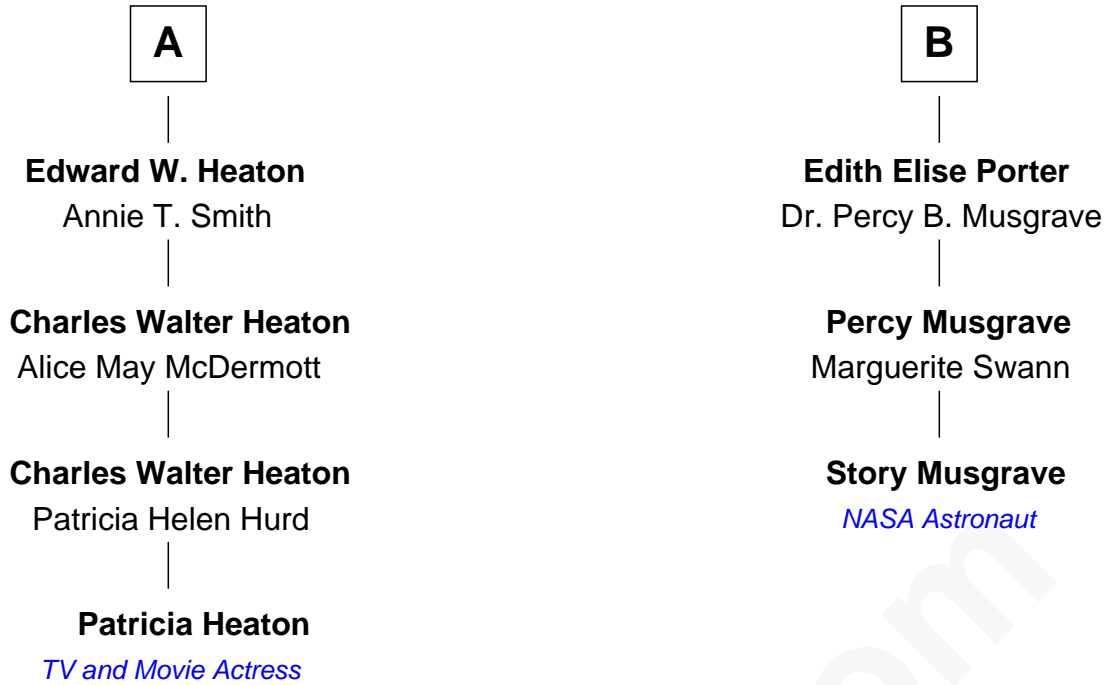 A
Edward W. Heaton
Annie T. Smith
Charles Walter Heaton
Alice May McDermott
Charles Walter Heaton
Patricia Helen Hurd
Patricia Heaton
TV and Movie Actress
B
Edith Elise Porter
Dr. Percy B. Musgrave
Percy Musgrave
Marguerite Swann
Story Musgrave
NASA Astronaut
om